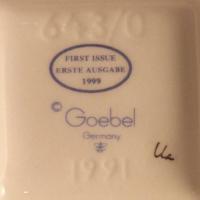 643/0
FIRST ISSUE
ERSTE AUSGABE
1999
© Goebel
Germany
1991